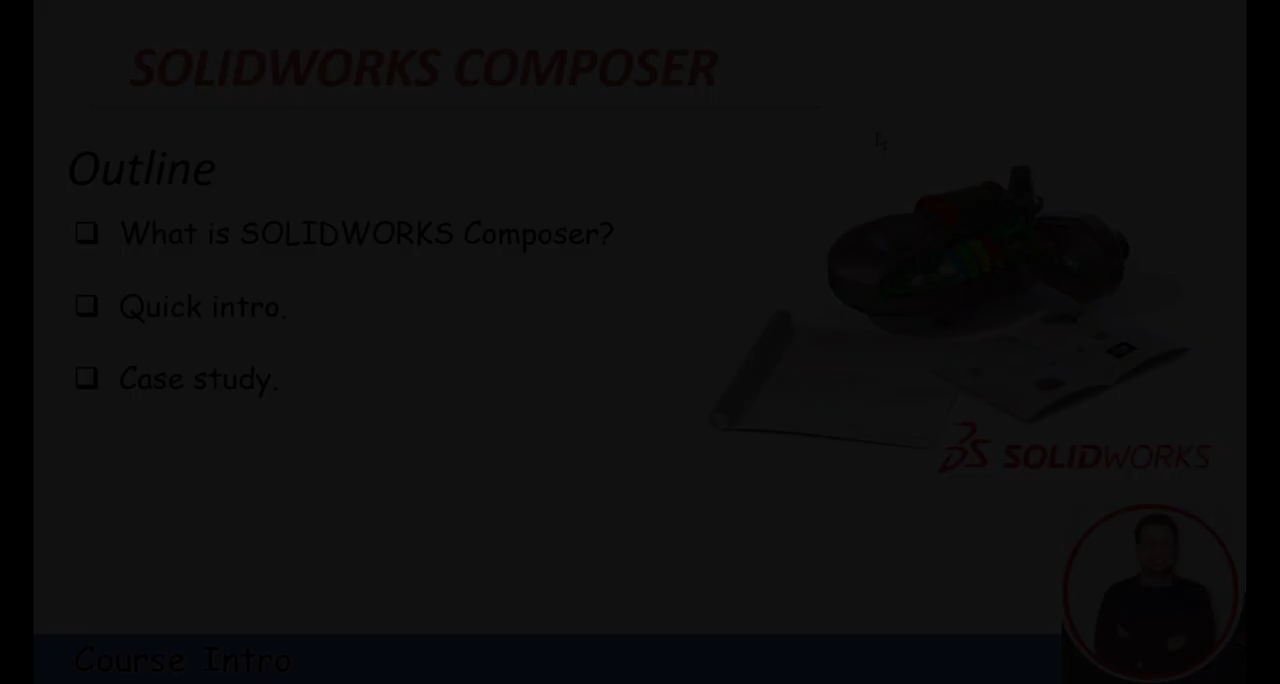 SOLIDWORKS COMPOSER
Outline
What is SOLIDWORKS Composer?
Quick intro.
Case study.
SOLIDWORKS
Course Intro